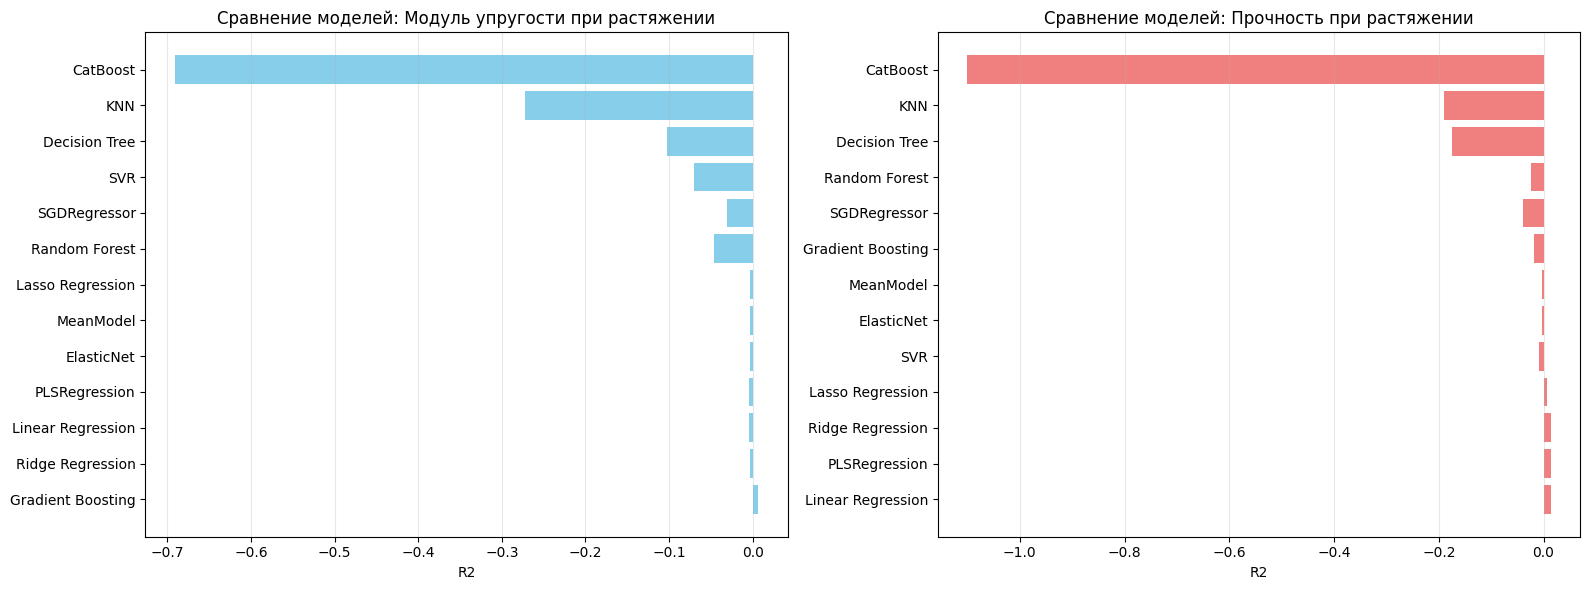 Сравнение моделей: Модуль упругости при растяжении
CatBoost
KNN
Decision Tree
SVR
SGDRegressor
Random Forest
Lasso Regression
MeanModel
ElasticNet
PLSRegression
Linear Regression
Ridge Regression
Gradient Boosting
−0.7 −0.6 −0.5 −0.4 −0.3 −0.2 −0.1 0.0
R2
Сравнение моделей: Прочность при растяжении
CatBoost
KNN
Decision Tree
Random Forest
SGDRegressor
Gradient Boosting
MeanModel
ElasticNet
SVR
Lasso Regression
Ridge Regression
PLSRegression
Linear Regression
−1.0 −0.8 −0.6 −0.4 −0.2 0.0
R2